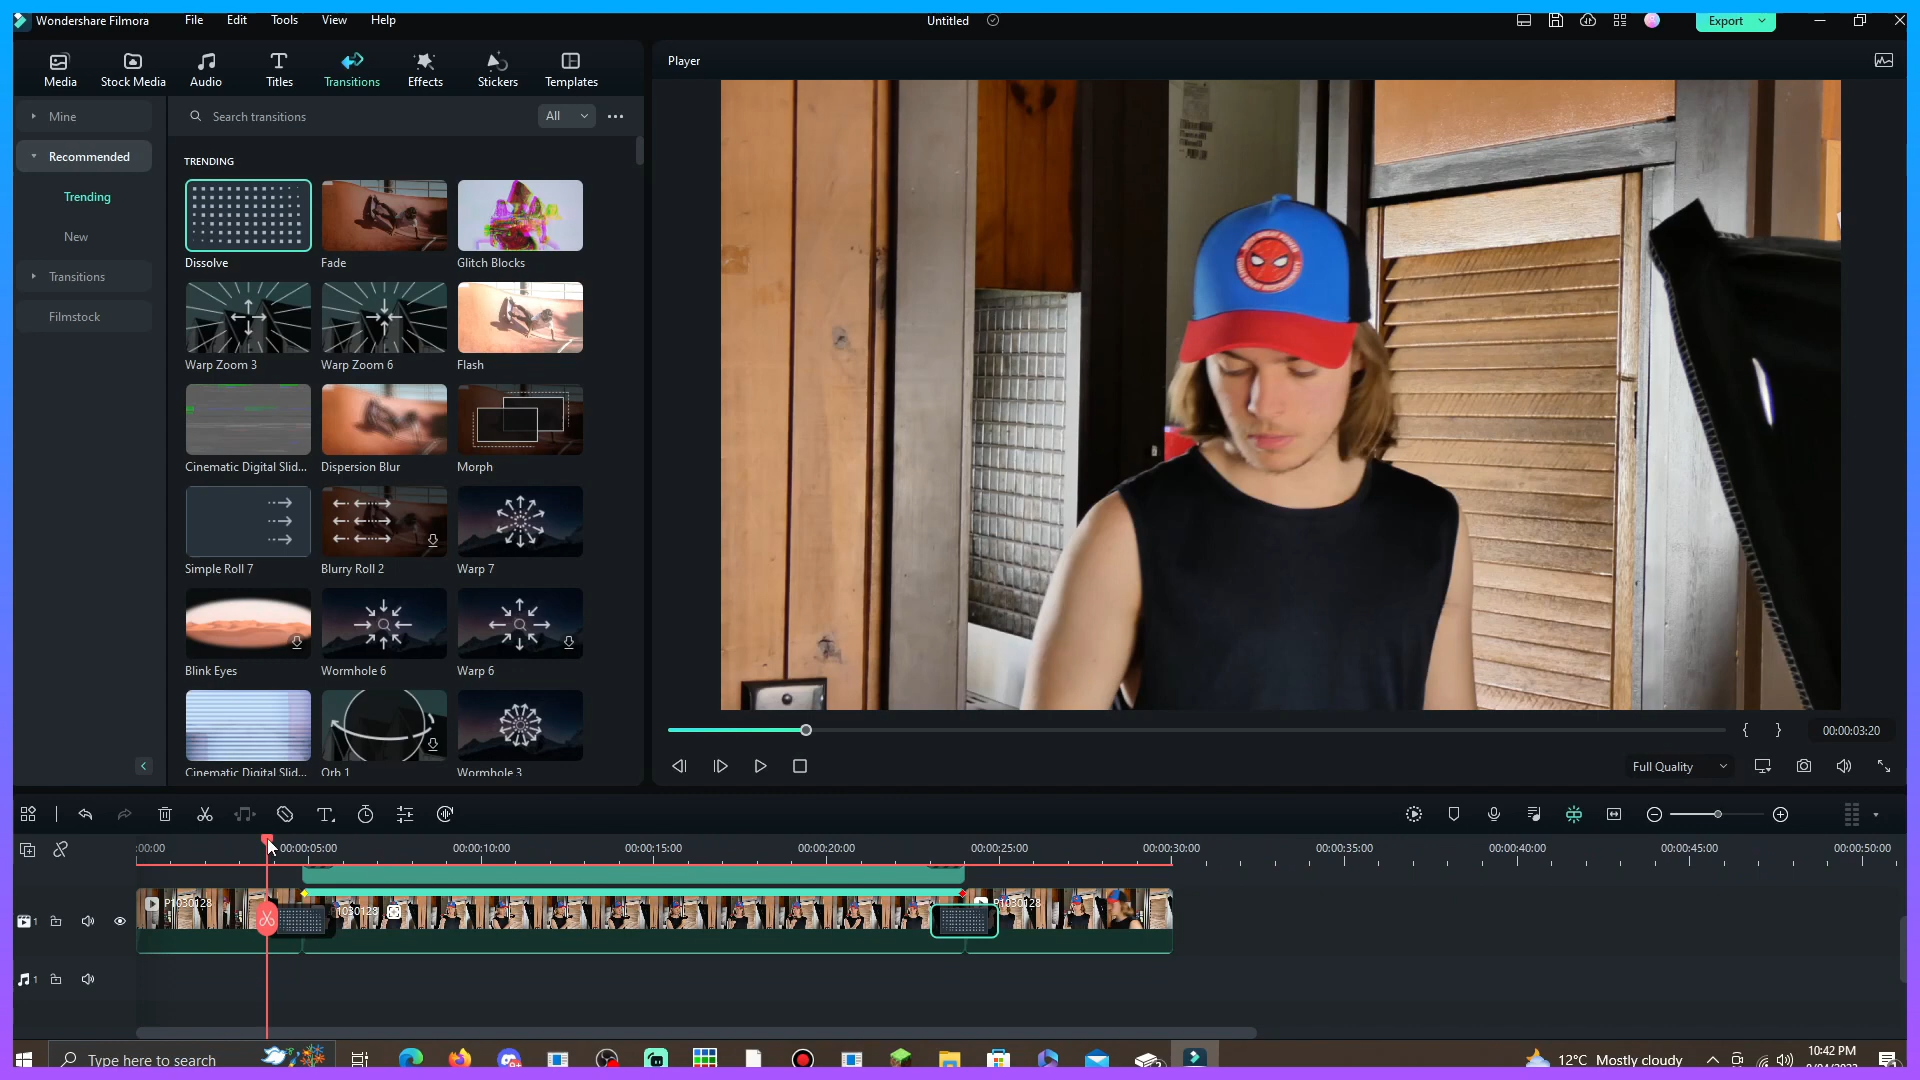 Wondershare Filmora File Edit Tools View Help Untitled Export
Media Stock Media Audio Titles Transitions Effects Stickers Templates
Player
Mine
Recommended
Trending
New
Transitions
Filmstock
Search transitions All
TRENDING
Dissolve Fade Glitch Blocks
Warp Zoom 3 Warp Zoom 6 Flash
Cinematic Digital Slid... Dispersion Blur Morph
Simple Roll 7 Blurry Roll 2 Warp 7
Blink Eyes Wormhole 6 Warp 6
Cinematic Digital Slid... Orb 1 Wormhole 3
00:00:03:20
Full Quality
:00:00 00:00:05:00 00:00:10:00 00:00:15:00 00:00:20:00 00:00:25:00 00:00:30:00 00:00:35:00 00:00:40:00 00:00:45:00 00:00:50:00
P1030128 P1030128 P1030128
1
1
Type here to search 12°C Mostly cloudy 10:42 PM